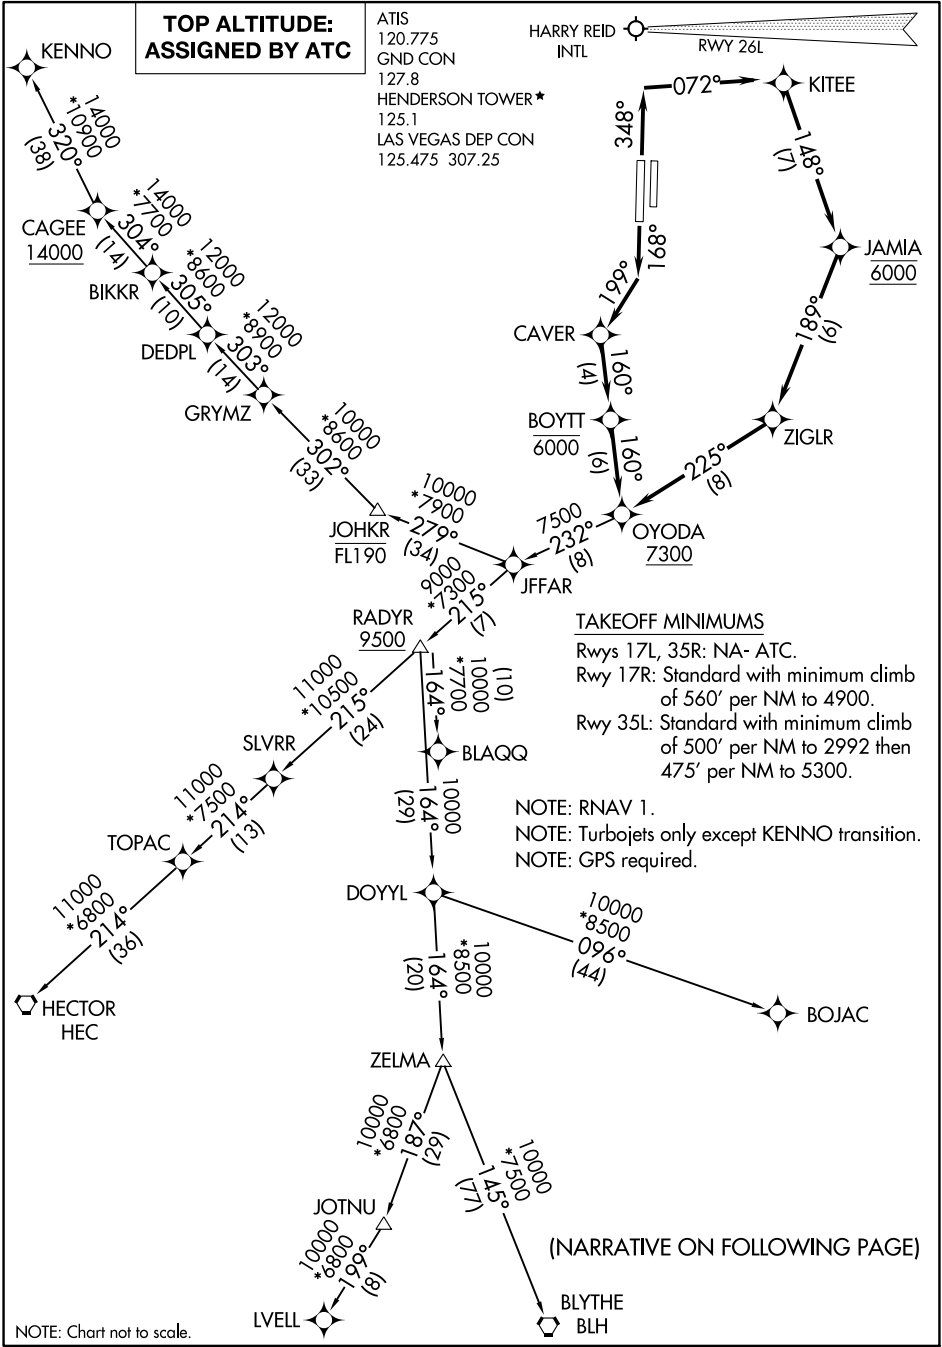 TOP ALTITUDE:
ASSIGNED BY ATC
ATIS
120.775
GND CON
127.8
HENDERSON TOWER★
125.1
LAS VEGAS DEP CON
125.475 307.25
HARRY REID
INTL
RWY 26L
KENNO
14000
*10900
320°
(38)
CAGEE
14000
14000
*7700
304°
(14)
BIKKR
12000
*8600
305°
(10)
DEDPL
12000
*8900
303°
(14)
GRYMZ
10000
*8600
302°
(33)
JOHKR
FL190
10000
*7900
279°
(34)
JFFAR
348°
072°
KITEE
148°
(7)
JAMIA
6000
189°
(6)
ZIGLR
225°
(8)
168°
199°
CAVER
160°
(4)
BOYTT
6000
160°
(6)
OYODA
7300
7500
232°
(8)
9000
*7300
215°
(7)
RADYR
9500
11000
*10500
215°
(24)
SLVRR
11000
*7500
214°
(13)
TOPAC
11000
*6800
214°
(36)
HECTOR
HEC
(10)
10000
*7700
164°
BLAQQ
10000
164°
(29)
DOYYL
10000
*8500
096°
(44)
BOJAC
10000
*8500
164°
(20)
ZELMA
10000
*6800
187°
(29)
JOTNU
10000
*6800
199°
(8)
LVELL
10000
*7500
145°
(77)
BLYTHE
BLH
TAKEOFF MINIMUMS
Rwys 17L, 35R: NA- ATC.
Rwy 17R: Standard with minimum climb
of 560' per NM to 4900.
Rwy 35L: Standard with minimum climb
of 500' per NM to 2992 then
475' per NM to 5300.
NOTE: RNAV 1.
NOTE: Turbojets only except KENNO transition.
NOTE: GPS required.
(NARRATIVE ON FOLLOWING PAGE)
NOTE: Chart not to scale.